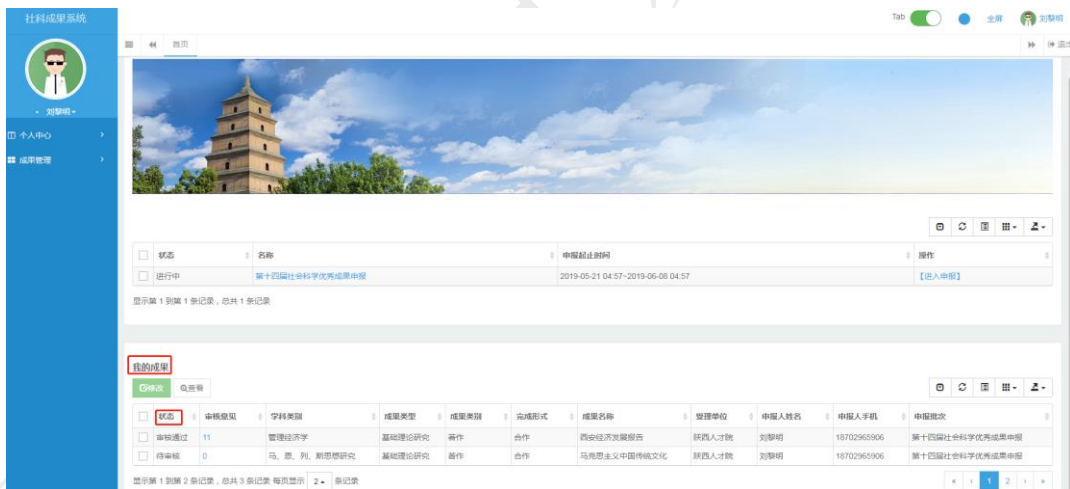 社科成果系统
Tab 全屏 刘黎明
首页 退出
刘黎明
个人中心
成果管理
状态 名称 申报起止时间 操作
进行中 第十四届社会科学优秀成果申报 2019-05-21 04:57~2019-06-08 04:57 【进入申报】
显示第 1 到第 1 条记录，总共 1 条记录
我的成果
修改 查看
状态 审核意见 学科类别 成果类型 成果类别 完成形式 成果名称 受理单位 申报人姓名 申报人手机 申报批次
审核通过 11 管理经济学 基础理论研究 著作 合作 西安经济发展报告 陕西人才院 刘黎明 18702965906 第十四届社会科学优秀成果申报
待审核 0 马、恩、列、斯思想研究 基础理论研究 著作 合作 马克思主义中国传统文化 陕西人才院 刘黎明 18702965906 第十四届社会科学优秀成果申报
显示第 1 到第 2 条记录，总共 3 条记录 每页显示 2 条记录
« ‹ 1 2 › »